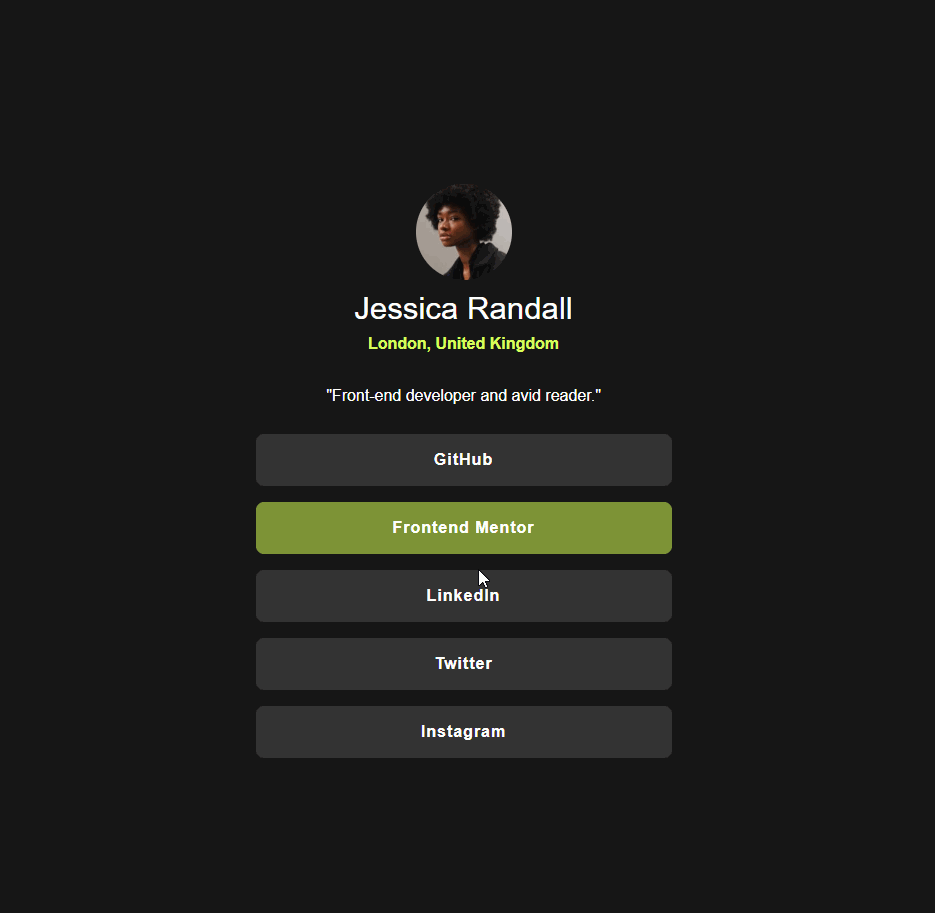 Jessica Randall
London, United Kingdom
"Front-end developer and avid reader."
GitHub
Frontend Mentor
LinkedIn
Twitter
Instagram